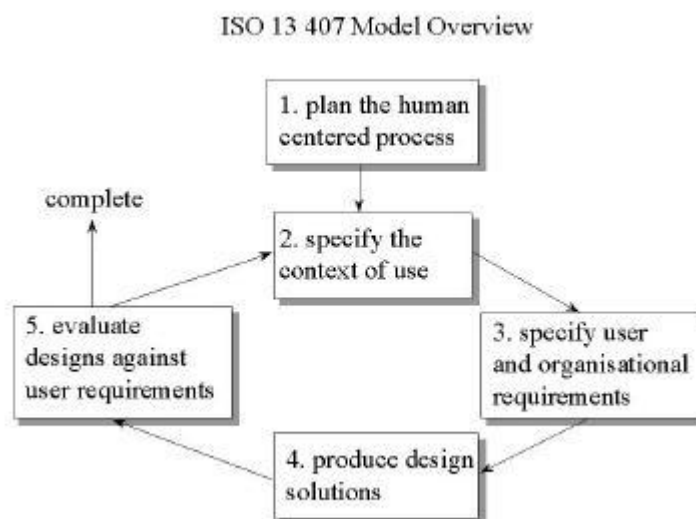 ISO 13 407 Model Overview
1. plan the human
centered process
complete
2. specify the
context of use
3. specify user
and organisational
requirements
4. produce design
solutions
5. evaluate
designs against
user requirements